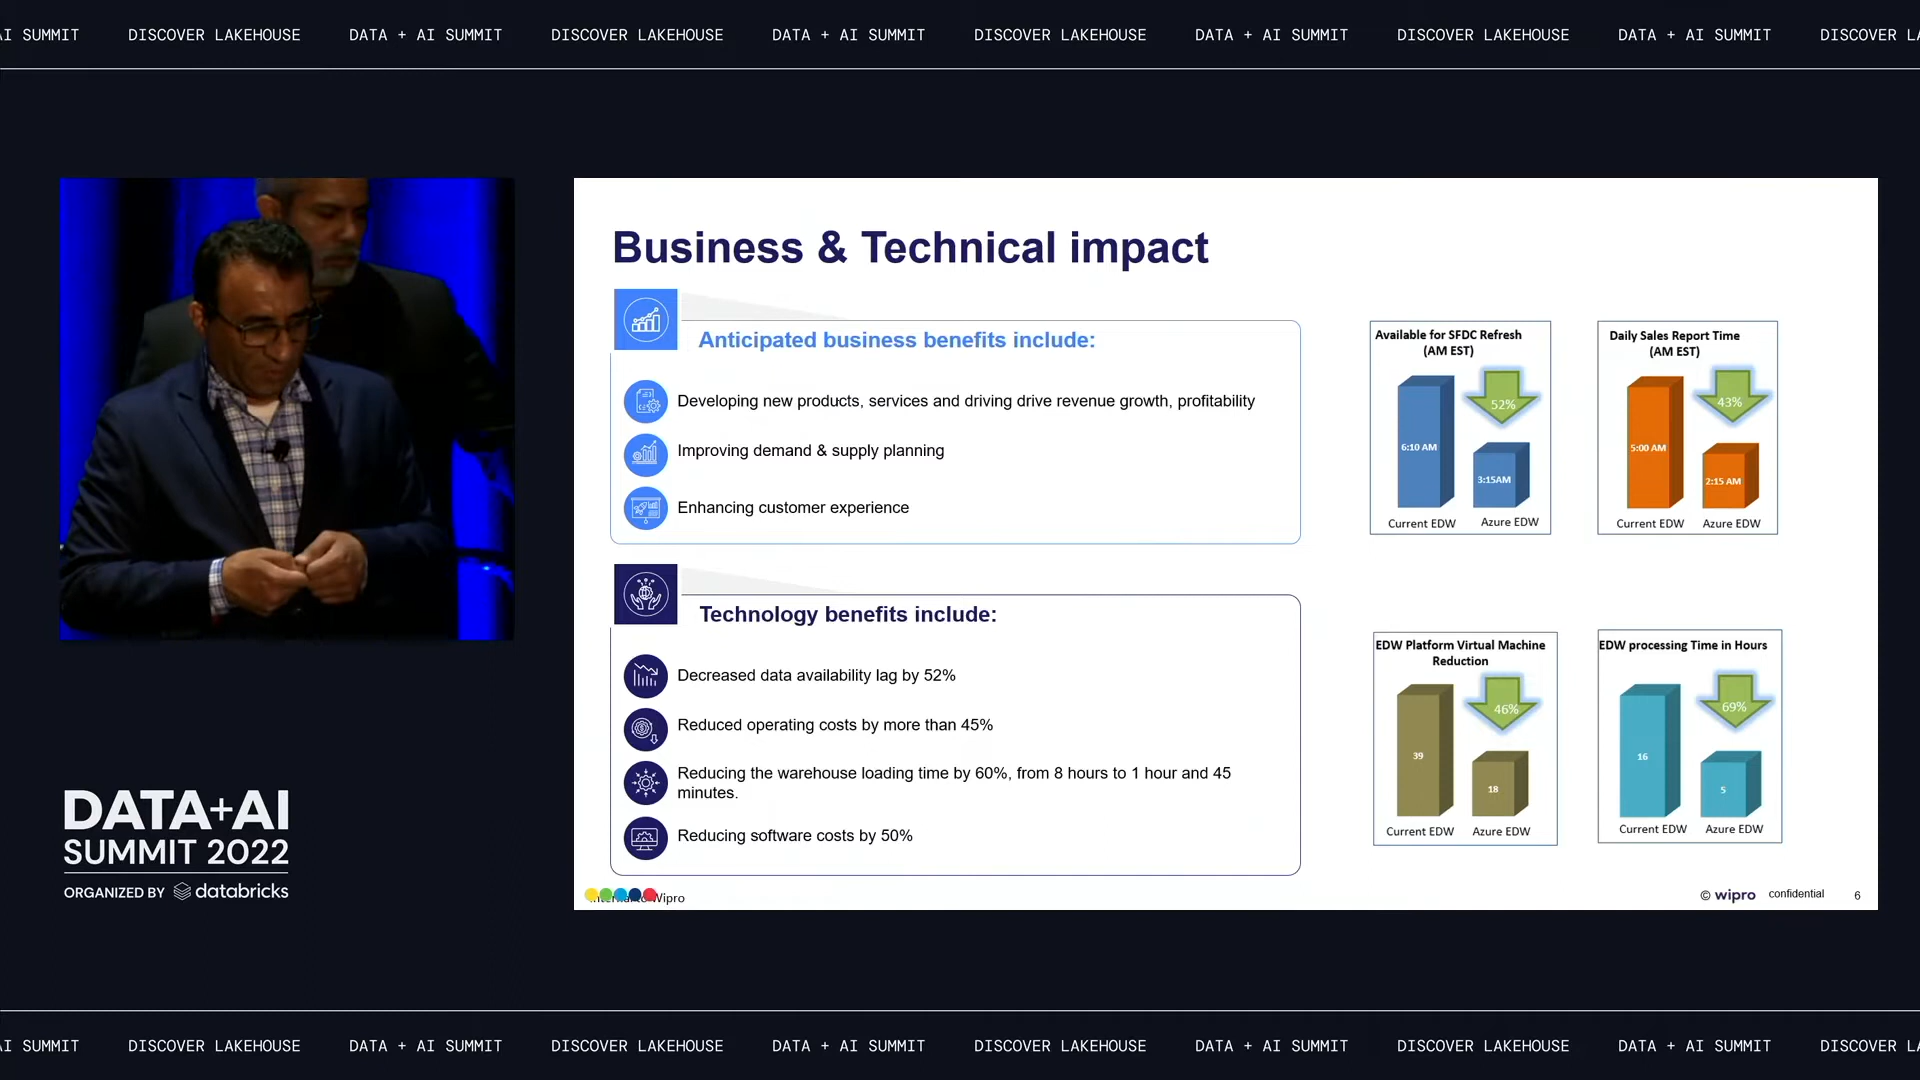 AI SUMMIT DISCOVER LAKEHOUSE DATA + AI SUMMIT DISCOVER LAKEHOUSE DATA + AI SUMMIT DISCOVER LAKEHOUSE DATA + AI SUMMIT DISCOVER LAKEHOUSE DATA + AI SUMMIT DISCOVER LA
Business & Technical impact
Anticipated business benefits include:
Developing new products, services and driving drive revenue growth, profitability
Improving demand & supply planning
Enhancing customer experience
Technology benefits include:
Decreased data availability lag by 52%
Reduced operating costs by more than 45%
Reducing the warehouse loading time by 60%, from 8 hours to 1 hour and 45
minutes.
Reducing software costs by 50%
Available for SFDC Refresh
(AM EST)
52%
6:10 AM
3:15AM
Current EDW Azure EDW
Daily Sales Report Time
(AM EST)
43%
5:00 AM
2:15 AM
Current EDW Azure EDW
EDW Platform Virtual Machine
Reduction
46%
39
18
Current EDW Azure EDW
EDW processing Time in Hours
69%
16
5
Current EDW Azure EDW
Wipro
© wipro confidential 6
DATA+AI
SUMMIT 2022
ORGANIZED BY databricks
AI SUMMIT DISCOVER LAKEHOUSE DATA + AI SUMMIT DISCOVER LAKEHOUSE DATA + AI SUMMIT DISCOVER LAKEHOUSE DATA + AI SUMMIT DISCOVER LAKEHOUSE DATA + AI SUMMIT DISCOVER LA